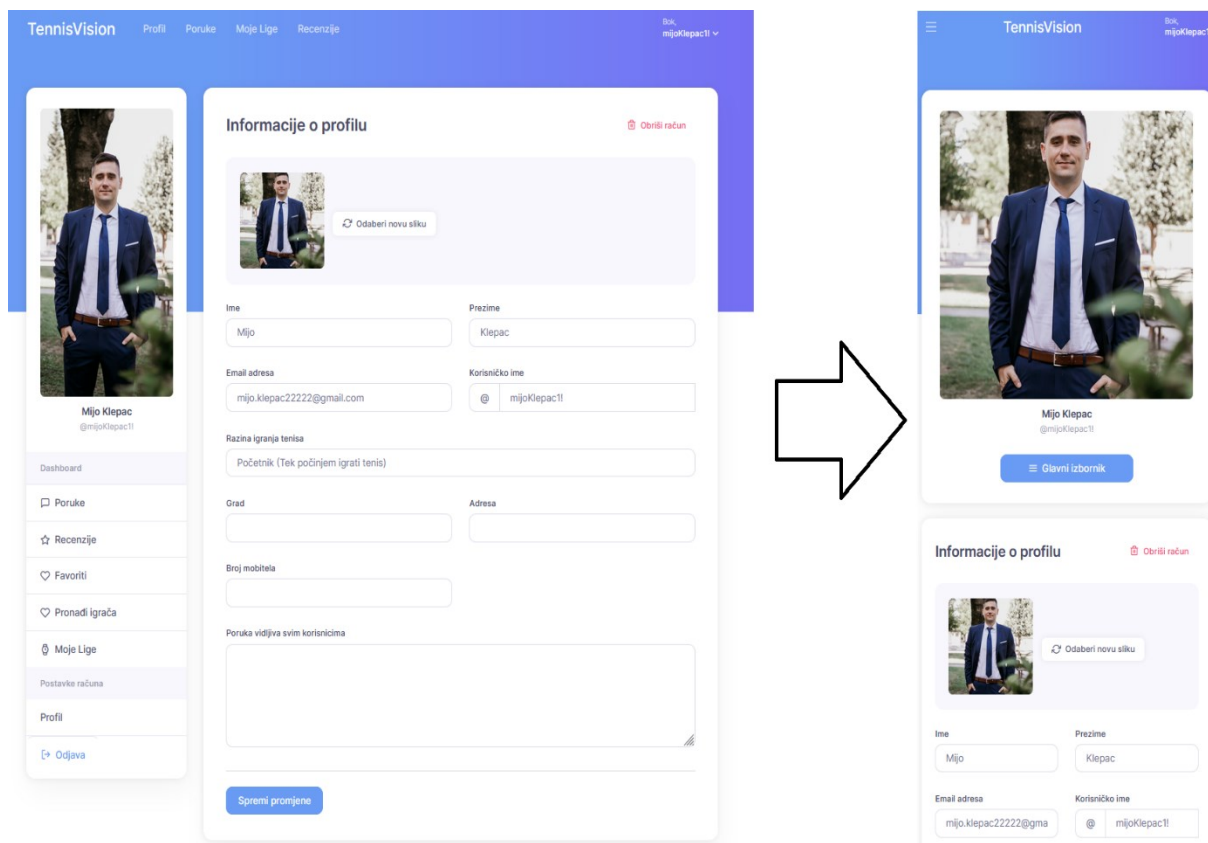 TennisVision
Profil
Poruke
Moje Lige
Recenzije
Bok,
mijoKlepac1!
Mijo Klepac
@mijoKlepac1!
Dashboard
Poruke
Recenzije
Favoriti
Pronađi igrača
Moje Lige
Postavke računa
Profil
Odjava
Informacije o profilu
Obriši račun
Odaberi novu sliku
Ime
Prezime
Mijo
Klepac
Email adresa
Korisničko ime
mijo.klepac22222@gmail.com
@ mijoKlepac1!
Razina igranja tenisa
Početnik (Tek počinjem igrati tenis)
Grad
Adresa
Broj mobitela
Poruka vidljiva svim korisnicima
Spremi promjene
TennisVision
Bok,
mijoKlepac1
Mijo Klepac
@mijoKlepac1!
Glavni izbornik
Informacije o profilu
Obriši račun
Odaberi novu sliku
Ime
Prezime
Mijo
Klepac
Email adresa
Korisničko ime
mijo.klepac22222@gma
@ mijoKlepac1!